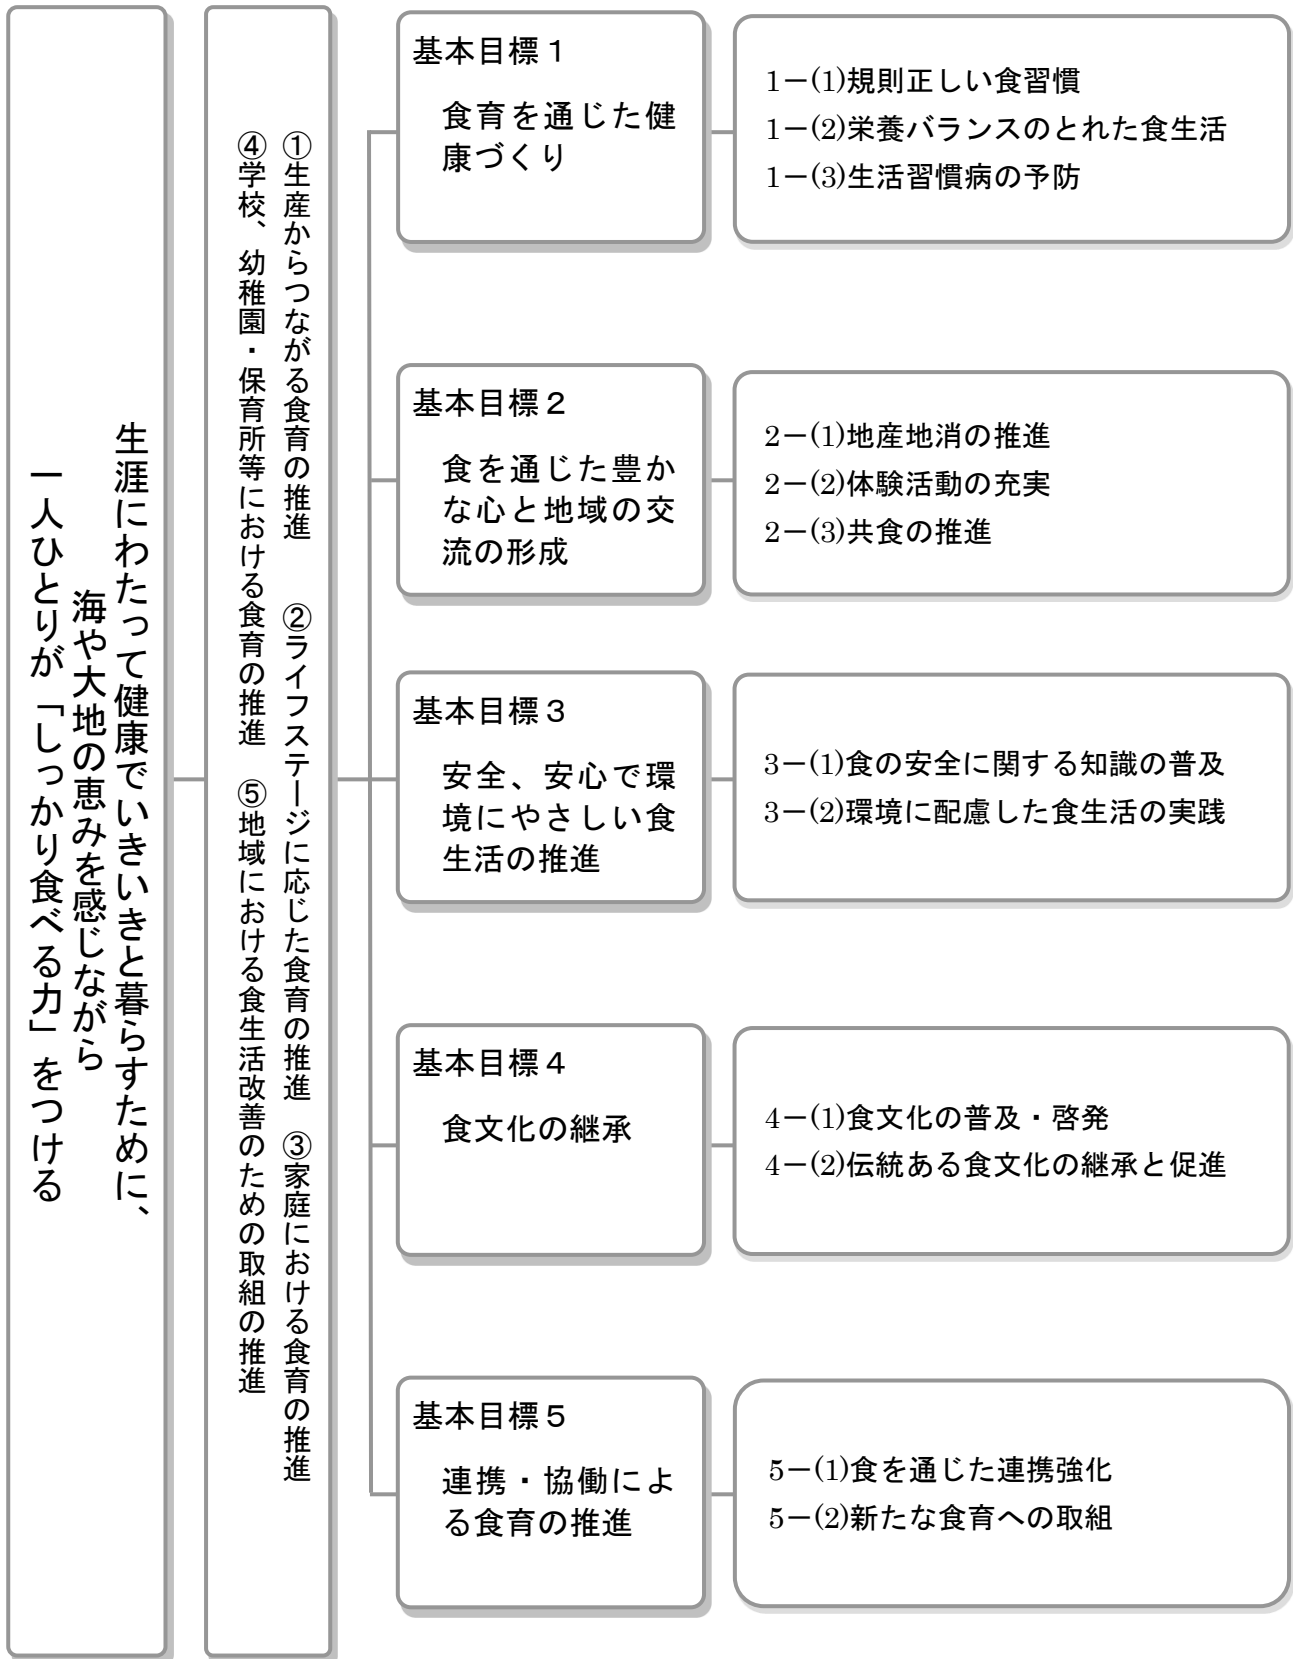 生涯にわたって健康でいきいきと暮らすために、
海や大地の恵みを感じながら
一人ひとりが「しっかり食べる力」をつける
①生産からつながる食育の推進　②ライフステージに応じた食育の推進　③家庭における食育の推進
④学校、幼稚園・保育所等における食育の推進　⑤地域における食生活改善のための取組の推進
基本目標１
食育を通じた健
康づくり
1－(1)規則正しい食習慣
1－(2)栄養バランスのとれた食生活
1－(3)生活習慣病の予防
基本目標２
食を通じた豊か
な心と地域の交
流の形成
2－(1)地産地消の推進
2－(2)体験活動の充実
2－(3)共食の推進
基本目標３
安全、安心で環
境にやさしい食
生活の推進
3－(1)食の安全に関する知識の普及
3－(2)環境に配慮した食生活の実践
基本目標４
食文化の継承
4－(1)食文化の普及・啓発
4－(2)伝統ある食文化の継承と促進
基本目標５
連携・協働によ
る食育の推進
5－(1)食を通じた連携強化
5－(2)新たな食育への取組